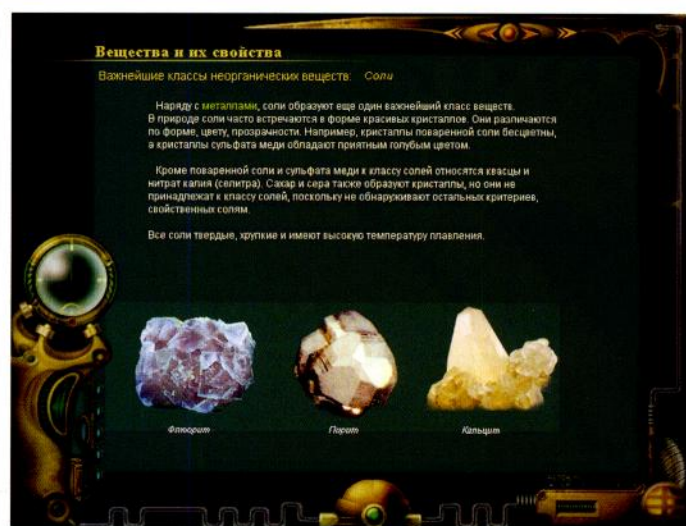 Вещества и их свойства
Важнейшие классы неорганических веществ: Соли
Наряду с металлами, соли образуют еще один важнейший класс веществ.
В природе соли часто встречаются в форме красивых кристаллов. Они различаются
по форме, цвету, прозрачности. Например, кристаллы поваренной соли бесцветны,
а кристаллы сульфата меди обладают приятным голубым цветом.
Кроме поваренной соли и сульфата меди к классу солей относятся квасцы и
нитрат калия (селитра). Сахар и сера также образуют кристаллы, но они не
принадлежат к классу солей, поскольку не обнаруживают остальных критериев,
свойственных солям.
Все соли твердые, хрупкие и имеют высокую температуру плавления.
Флюорит Пирит Кальцит